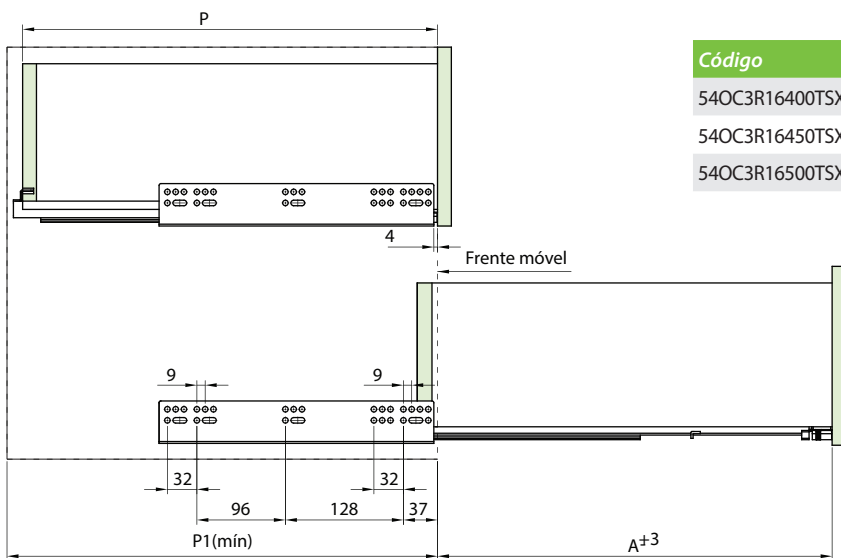 P
Código
54OC3R16400TSX
54OC3R16450TSX
54OC3R16500TSX
4
Frente móvel
9
9
32
32
96
128
37
P1(mín)
A±3